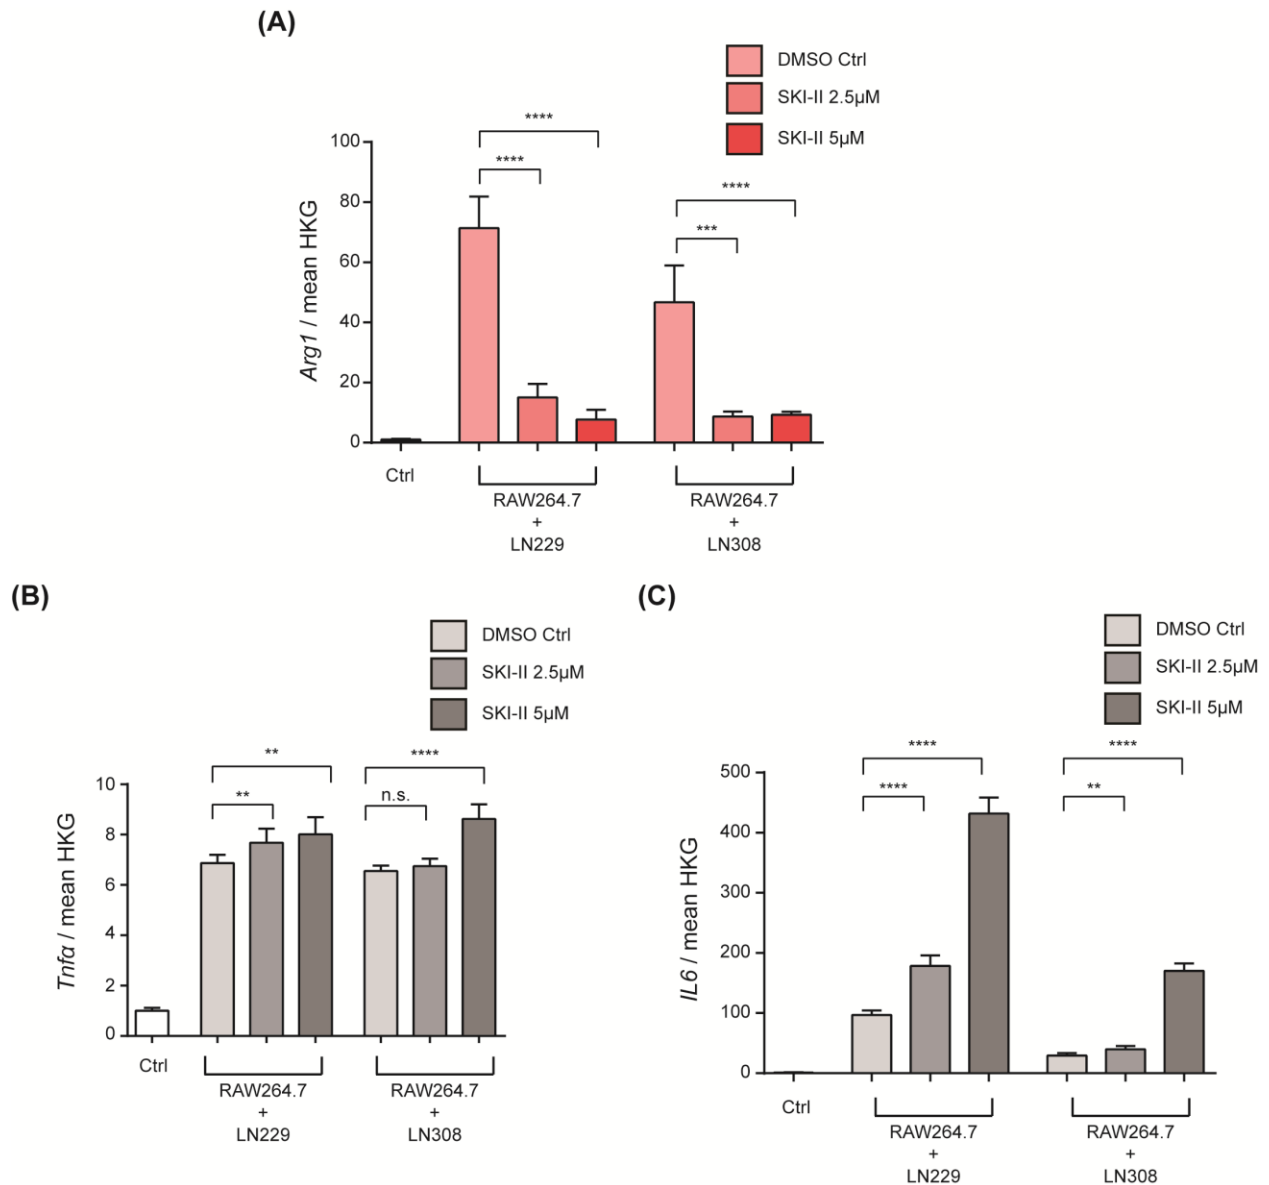 (A)
DMSO Ctrl
SKI-II 2.5µM
SKI-II 5µM
****
****
****
***
100
80
60
40
20
0
Arg1 / mean HKG
Ctrl
RAW264.7
+
LN229
RAW264.7
+
LN308
(B)
DMSO Ctrl
SKI-II 2.5µM
SKI-II 5µM
**
**
****
n.s.
10
8
6
4
2
0
Tnfα / mean HKG
Ctrl
RAW264.7
+
LN229
RAW264.7
+
LN308
(C)
DMSO Ctrl
SKI-II 2.5µM
SKI-II 5µM
****
****
****
**
500
400
300
200
100
0
IL6 / mean HKG
Ctrl
RAW264.7
+
LN229
RAW264.7
+
LN308